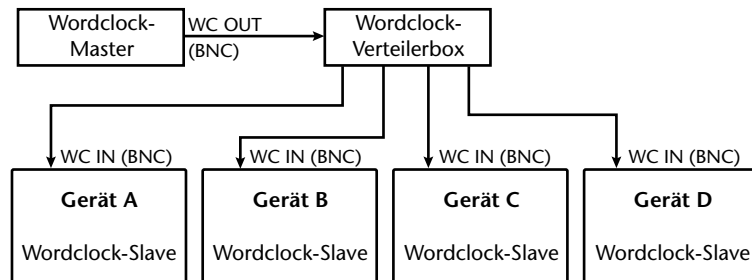 Wordclock-
Master
WC OUT
(BNC)
Wordclock-
Verteilerbox
WC IN (BNC)
WC IN (BNC)
WC IN (BNC)
WC IN (BNC)
Gerät A
Wordclock-Slave
Gerät B
Wordclock-Slave
Gerät C
Wordclock-Slave
Gerät D
Wordclock-Slave